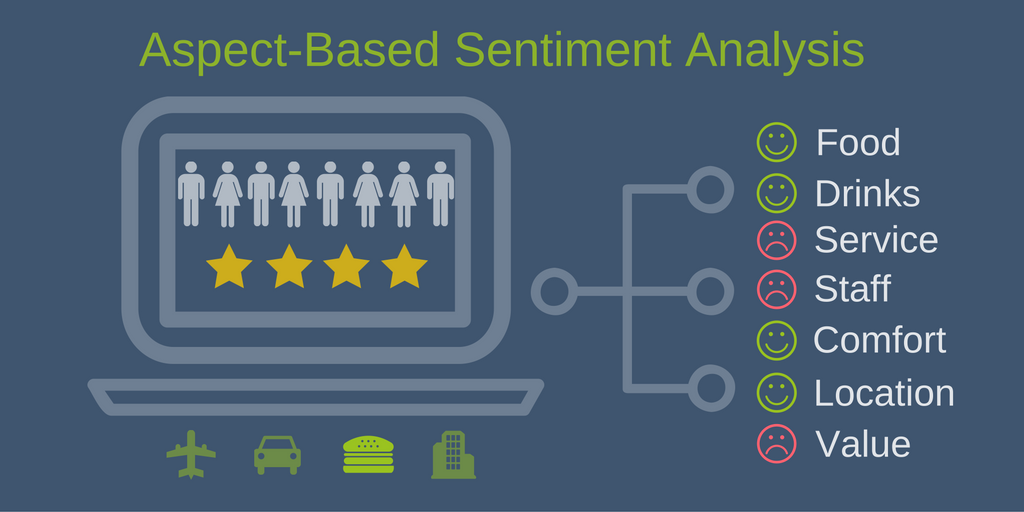 Aspect-Based Sentiment Analysis
Food
Drinks
Service
Staff
Comfort
Location
Value